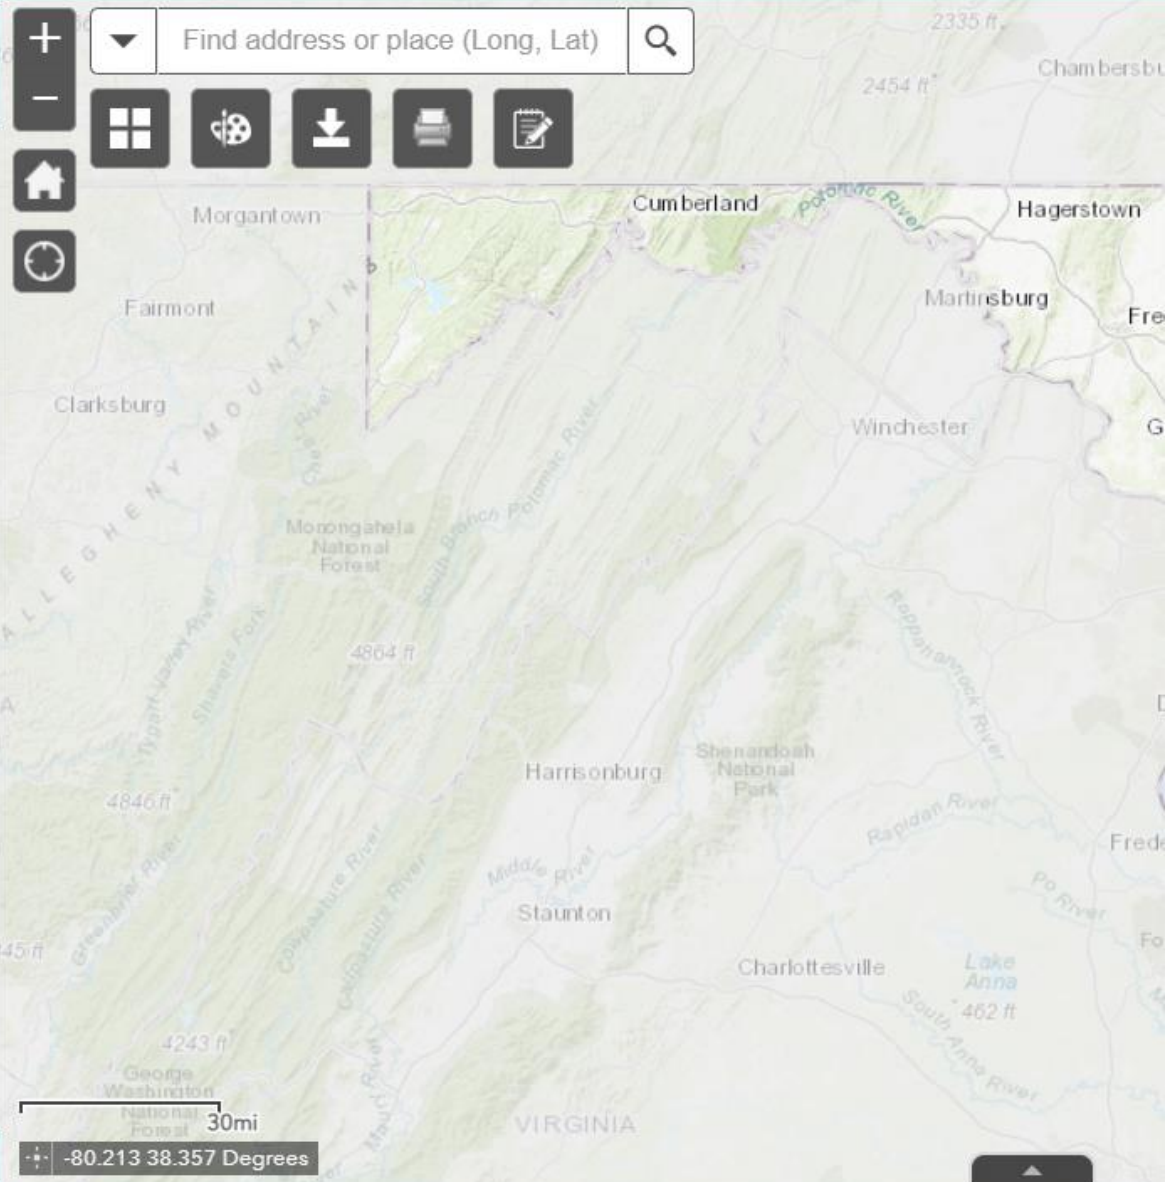 +
Find address or place (Long, Lat)
−
2335 ft
2454 ft
Chambersbu
Morgantown
Cumberland
Potomac River
Hagerstown
Fairmont
Martinsburg
Fre
Clarksburg
ALLEGHENY MOUNTAIN
Cheat River
Winchester
G
Monongahela
National
Forest
South Branch Potomac River
Tygart Valley River
Shavers Fork
4864 ft
Rappahannock River
A
Harrisonburg
Shenandoah
National
Park
4846 ft
Rapidan River
Frede
Greenbrier River
Cowpasture River
Calfpasture River
Middle River
Staunton
Po River
Fo
45 ft
Charlottesville
Lake
Anna
462 ft
South Anna River
4243 ft
George
Washington
National
Forest
Maury River
VIRGINIA
30mi
-80.213 38.357 Degrees